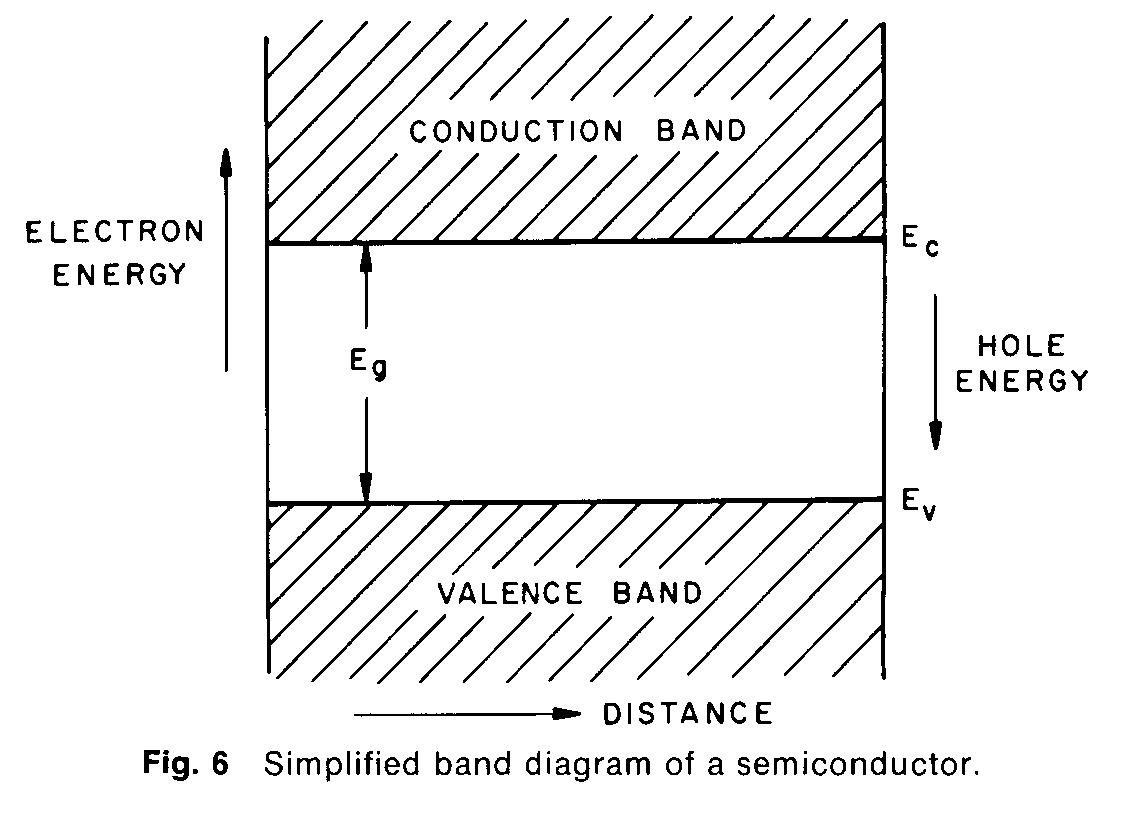 CONDUCTION BAND
ELECTRON
ENERGY
Ec
Eg
HOLE
ENERGY
Ev
VALENCE BAND
DISTANCE
Fig. 6 Simplified band diagram of a semiconductor.